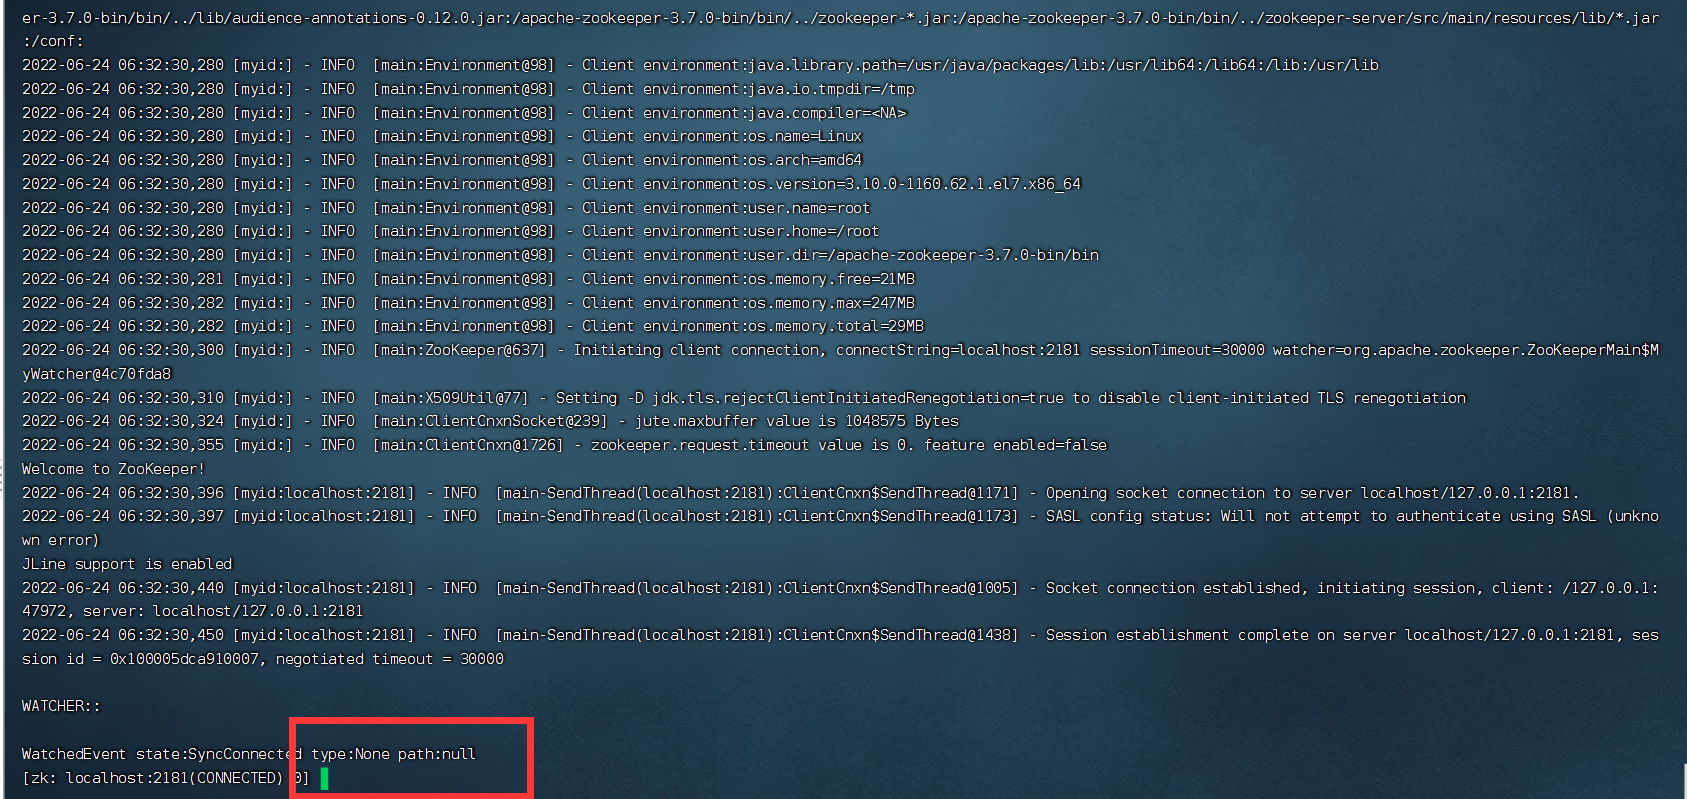 er-3.7.0-bin/bin/../lib/audience-annotations-0.12.0.jar:/apache-zookeeper-3.7.0-bin/bin/../zookeeper-*.jar:/apache-zookeeper-3.7.0-bin/bin/../zookeeper-server/src/main/resources/lib/*.jar
:/conf:
2022-06-24 06:32:30,280 [myid:] - INFO  [main:Environment@98] - Client environment:java.library.path=/usr/java/packages/lib:/usr/lib64:/lib64:/lib:/usr/lib
2022-06-24 06:32:30,280 [myid:] - INFO  [main:Environment@98] - Client environment:java.io.tmpdir=/tmp
2022-06-24 06:32:30,280 [myid:] - INFO  [main:Environment@98] - Client environment:java.compiler=<NA>
2022-06-24 06:32:30,280 [myid:] - INFO  [main:Environment@98] - Client environment:os.name=Linux
2022-06-24 06:32:30,280 [myid:] - INFO  [main:Environment@98] - Client environment:os.arch=amd64
2022-06-24 06:32:30,280 [myid:] - INFO  [main:Environment@98] - Client environment:os.version=3.10.0-1160.62.1.el7.x86_64
2022-06-24 06:32:30,280 [myid:] - INFO  [main:Environment@98] - Client environment:user.name=root
2022-06-24 06:32:30,280 [myid:] - INFO  [main:Environment@98] - Client environment:user.home=/root
2022-06-24 06:32:30,280 [myid:] - INFO  [main:Environment@98] - Client environment:user.dir=/apache-zookeeper-3.7.0-bin/bin
2022-06-24 06:32:30,281 [myid:] - INFO  [main:Environment@98] - Client environment:os.memory.free=21MB
2022-06-24 06:32:30,282 [myid:] - INFO  [main:Environment@98] - Client environment:os.memory.max=247MB
2022-06-24 06:32:30,282 [myid:] - INFO  [main:Environment@98] - Client environment:os.memory.total=29MB
2022-06-24 06:32:30,300 [myid:] - INFO  [main:ZooKeeper@637] - Initiating client connection, connectString=localhost:2181 sessionTimeout=30000 watcher=org.apache.zookeeper.ZooKeeperMain$M
yWatcher@4c70fda8
2022-06-24 06:32:30,310 [myid:] - INFO  [main:X509Util@77] - Setting -D jdk.tls.rejectClientInitiatedRenegotiation=true to disable client-initiated TLS renegotiation
2022-06-24 06:32:30,324 [myid:] - INFO  [main:ClientCnxnSocket@239] - jute.maxbuffer value is 1048575 Bytes
2022-06-24 06:32:30,355 [myid:] - INFO  [main:ClientCnxn@1726] - zookeeper.request.timeout value is 0. feature enabled=false
Welcome to ZooKeeper!
2022-06-24 06:32:30,396 [myid:localhost:2181] - INFO  [main-SendThread(localhost:2181):ClientCnxn$SendThread@1171] - Opening socket connection to server localhost/127.0.0.1:2181.
2022-06-24 06:32:30,397 [myid:localhost:2181] - INFO  [main-SendThread(localhost:2181):ClientCnxn$SendThread@1173] - SASL config status: Will not attempt to authenticate using SASL (unkno
wn error)
JLine support is enabled
2022-06-24 06:32:30,440 [myid:localhost:2181] - INFO  [main-SendThread(localhost:2181):ClientCnxn$SendThread@1005] - Socket connection established, initiating session, client: /127.0.0.1:
47972, server: localhost/127.0.0.1:2181
2022-06-24 06:32:30,450 [myid:localhost:2181] - INFO  [main-SendThread(localhost:2181):ClientCnxn$SendThread@1438] - Session establishment complete on server localhost/127.0.0.1:2181, ses
sion id = 0x100005dca910007, negotiated timeout = 30000
WATCHER::
WatchedEvent state:SyncConnected type:None path:null
[zk: localhost:2181(CONNECTED) 0]